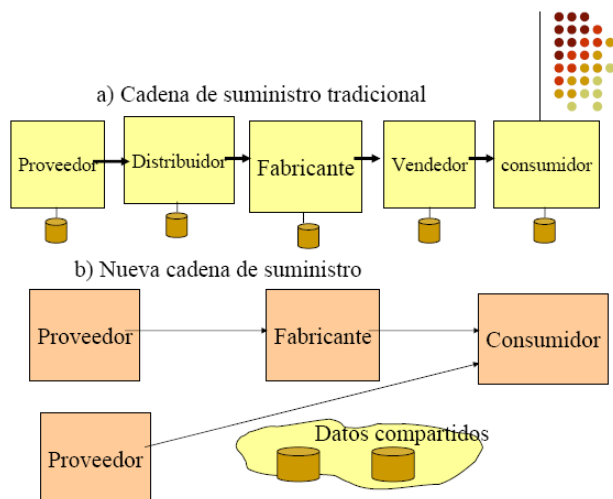 a) Cadena de suministro tradicional
Proveedor
Distribuidor
Fabricante
Vendedor
consumidor
b) Nueva cadena de suministro
Proveedor
Fabricante
Consumidor
Datos compartidos
Proveedor